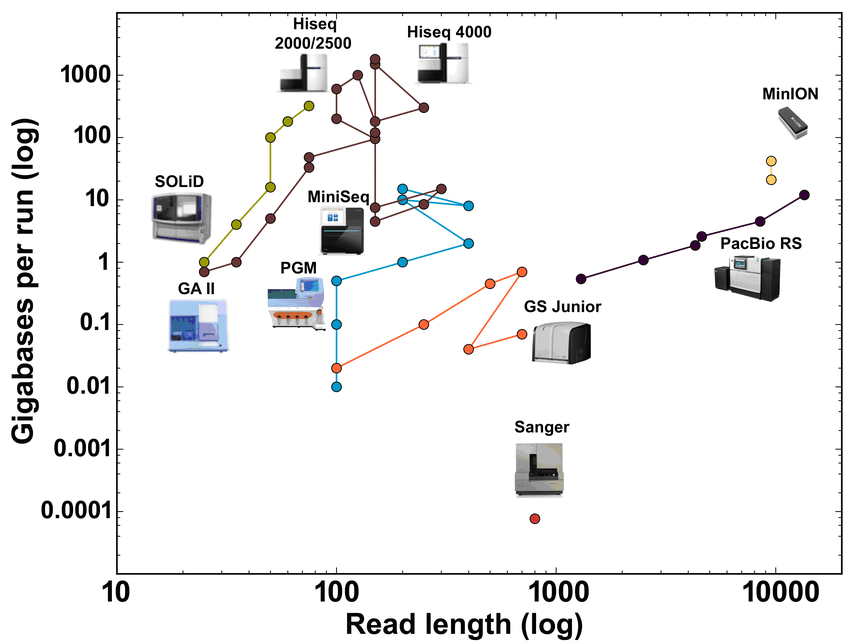 Hiseq
2000/2500
Hiseq 4000
MinION
SOLiD
MiniSeq
PacBio RS
GA II
PGM
GS Junior
Sanger
Gigabases per run (log)
1000
100
10
1
0.1
0.01
0.001
0.0001
10
100
1000
10000
Read length (log)